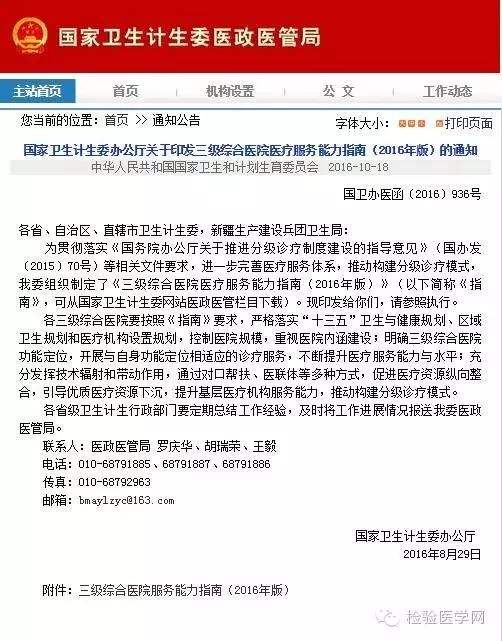 国家卫生计生委医政医管局
主站首页 首页 机构设置 公 文 工作动态
您当前的位置：首页 >> 通知公告 字体大小： 大 中 小 打印页面
国家卫生计生委办公厅关于印发三级综合医院医疗服务能力指南（2016年版）的通知
中华人民共和国国家卫生和计划生育委员会 2016-10-18
国卫办医函（2016）936号
各省、自治区、直辖市卫生计生委，新疆生产建设兵团卫生局：
为贯彻落实《国务院办公厅关于推进分级诊疗制度建设的指导意见》（国办发
（2015）70号）等相关文件要求，进一步完善医疗服务体系，推动构建分级诊疗模式，
我委组织制定了《三级综合医院医疗服务能力指南（2016年版）》（以下简称《指
南》，可从国家卫生计生委网站医政医管栏目下载）。现印发给你们，请参照执行。
各三级综合医院要按照《指南》要求，严格落实“十三五”卫生与健康规划、区域
卫生规划和医疗机构设置规划，控制医院规模，重视医院内涵建设；明确三级综合医院
功能定位，开展与自身功能定位相适应的诊疗服务，不断提升医疗服务能力与水平；充
分发挥技术辐射和带动作用，通过对口帮扶、医联体等多种方式，促进医疗资源纵向整
合，引导优质医疗资源下沉，提升基层医疗机构服务能力，推动构建分级诊疗模式。
各省级卫生计生行政部门要定期总结工作经验，及时将工作进展情况报送我委医政
医管局。
联系人：医政医管局 罗庆华、胡瑞荣、王毅
电话：010-68791885、68791887、68791886
传真：010-68792963
邮箱：bmaylzyc@163.com
国家卫生计生委办公厅
2016年8月29日
附件：三级综合医院服务能力指南（2016年版）
检验医学网